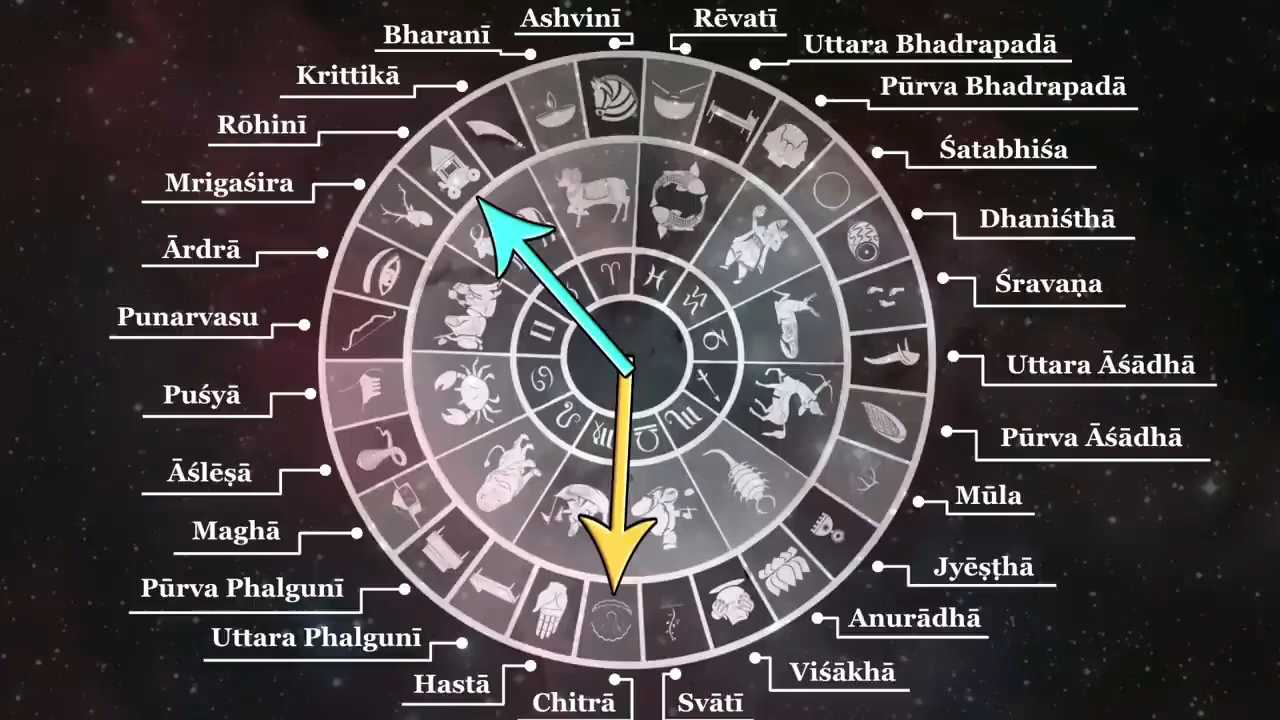 Ashvinī
Rēvatī
Bharanī
Uttara Bhadrapadā
Krittikā
Pūrva Bhadrapadā
Rōhinī
Śatabhiśa
Mrigaśira
Dhaniśthā
Ārdrā
Śravaṇa
Punarvasu
Uttara Āśādhā
Puśyā
Pūrva Āśādhā
Āślēṣā
Mūla
Maghā
Jyēṣṭhā
Pūrva Phalgunī
Anurādhā
Uttara Phalgunī
Viśākhā
Hastā
Chitrā
Svātī